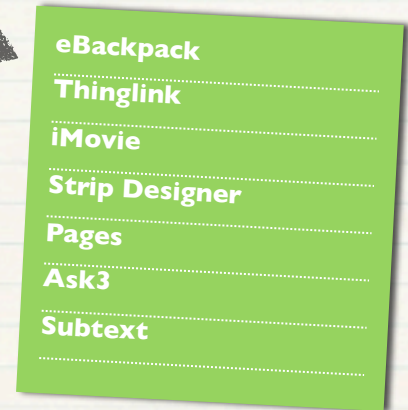 eBackpack
Thinglink
iMovie
Strip Designer
Pages
Ask3
Subtext